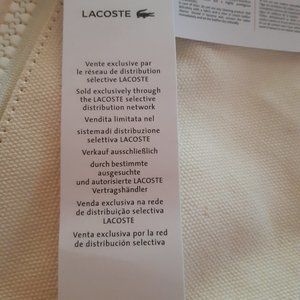 LACOSTE
Vente exclusive par
le réseau de distribution
sélective LACOSTE
Sold exclusively through
the LACOSTE selective
distribution network
Vendita limitata nel
sistemadi distribuzione
selettiva LACOSTE
Verkauf ausschließlich
durch bestimmte
ausgesuchte
und autorisierte LACOSTE
Vertragshändler
Venda exclusiva na rede
de distribuição selectiva
LACOSTE
Venta exclusiva por la red
de distribución selectiva